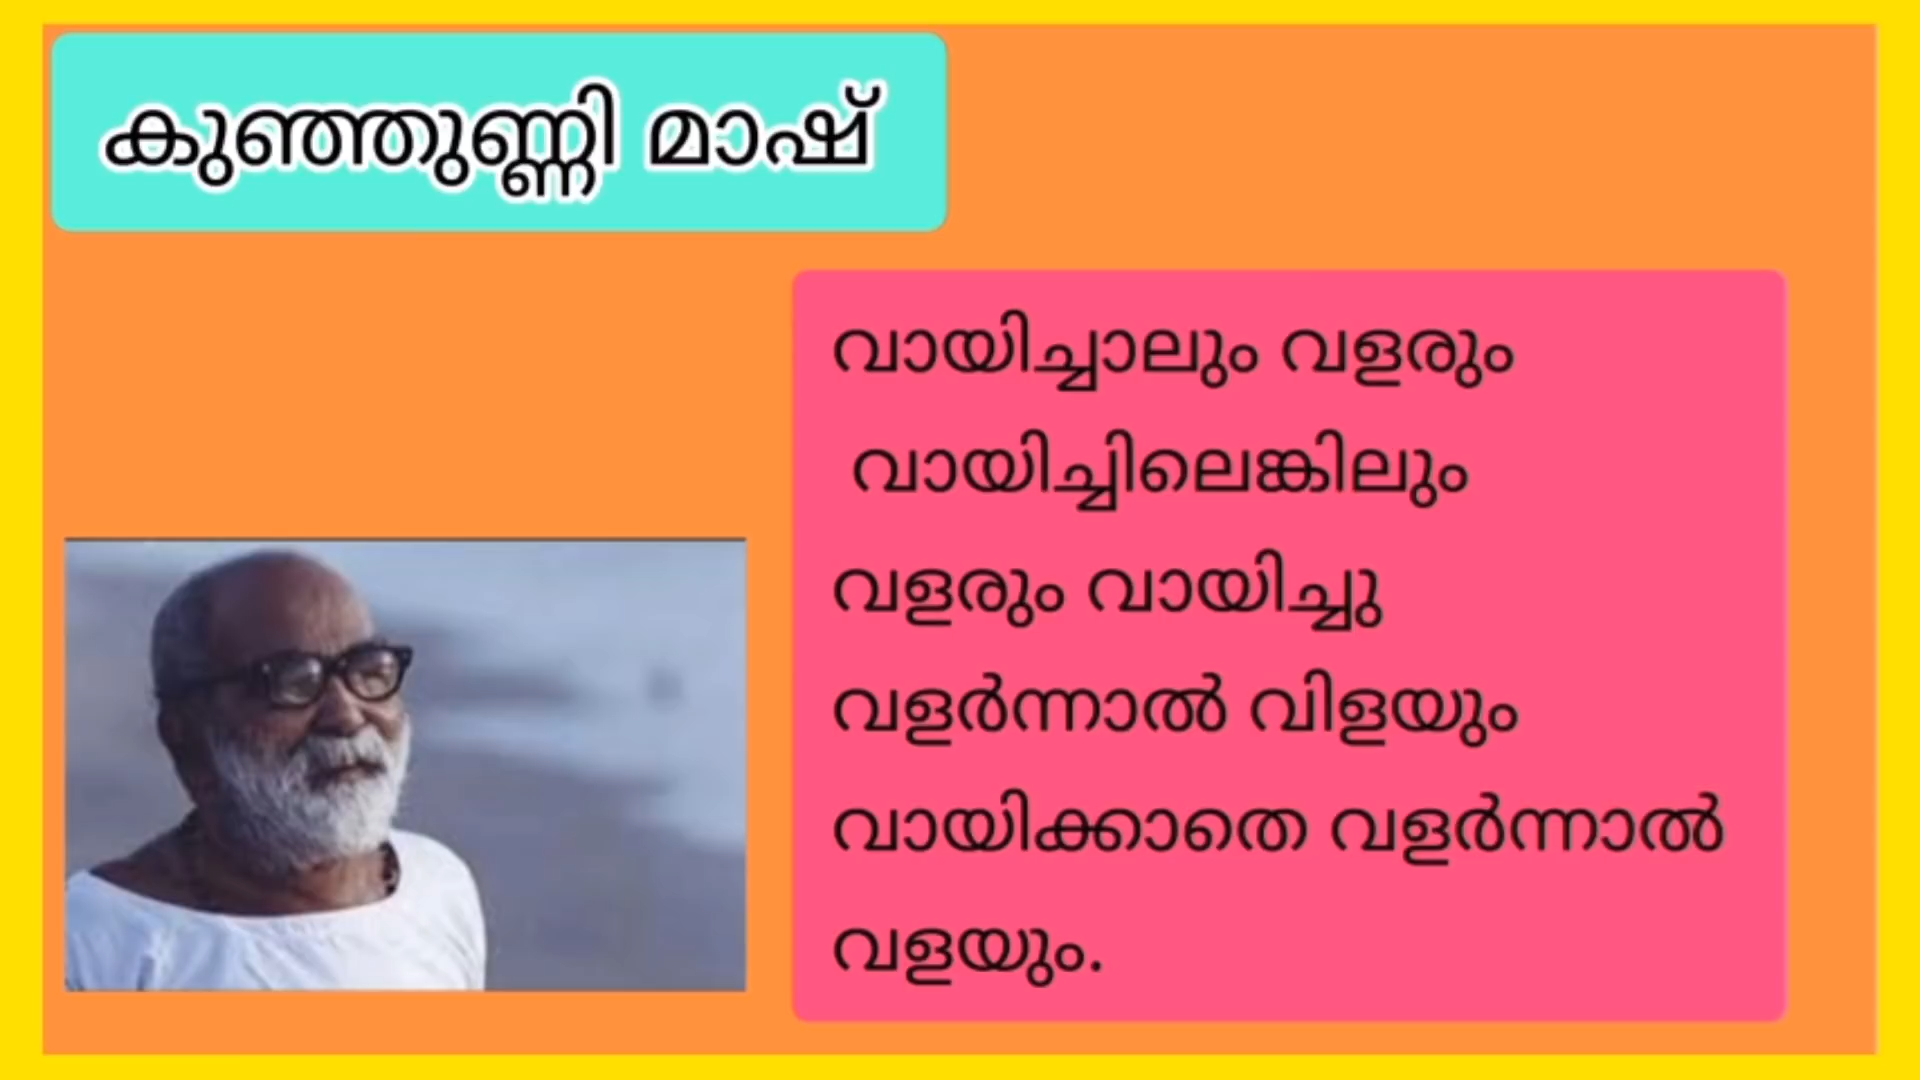 കുഞ്ഞുണ്ണി മാഷ്
വായിച്ചാലും വളരും
വായിച്ചിലെങ്കിലും
വളരും വായിച്ചു
വളർന്നാൽ വിളയും
വായിക്കാതെ വളർന്നാൽ
വളയും.